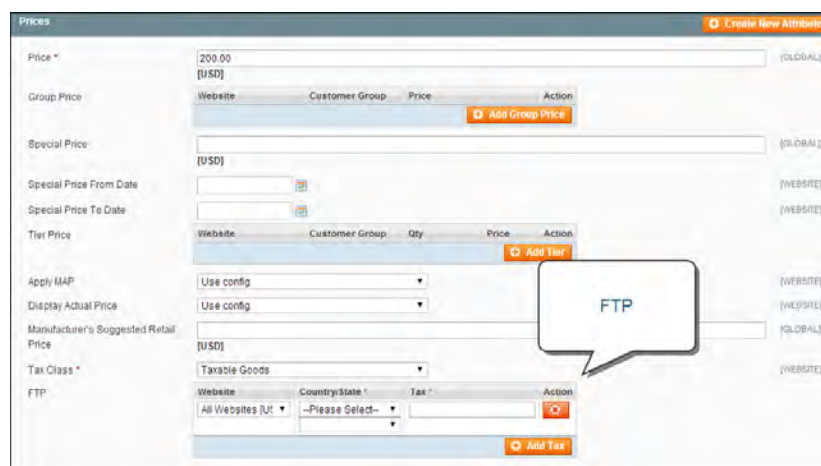 Prices Create New Attribute
Price * 200.00 [GLOBAL]
[USD]
Group Price Website Customer Group Price Action
Add Group Price
Special Price [GLOBAL]
[USD]
Special Price From Date [WEBSITE]
Special Price To Date [WEBSITE]
Tier Price Website Customer Group Qty Price Action
Add Tier
Apply MAP Use config [WEBSITE]
Display Actual Price Use config [WEBSITE]
FTP
Manufacturer's Suggested Retail Price [GLOBAL]
[USD]
Tax Class * Taxable Goods [WEBSITE]
FTP Website Country/State * Tax * Action
All Websites [US --Please Select--
Add Tax